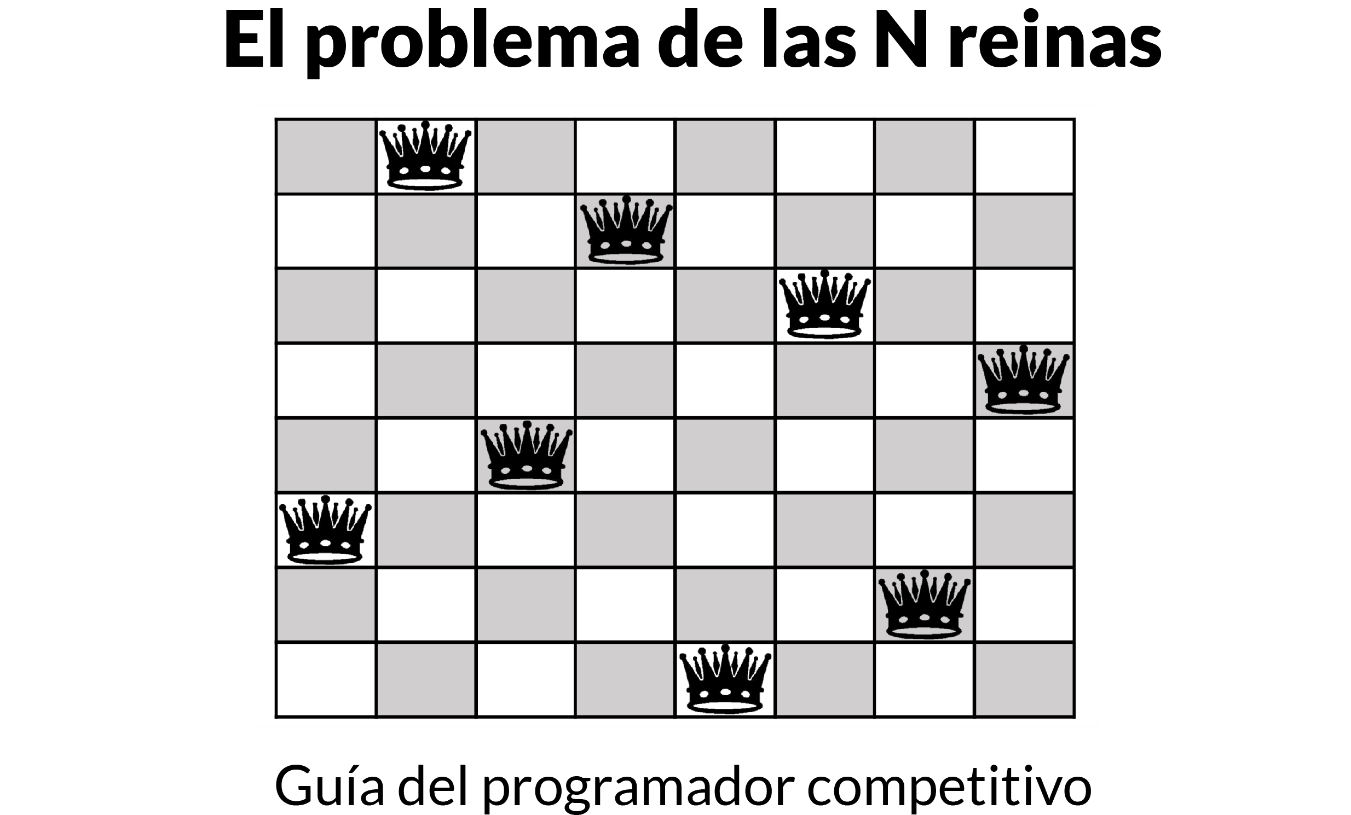 El problema de las N reinas
Guía del programador competitivo